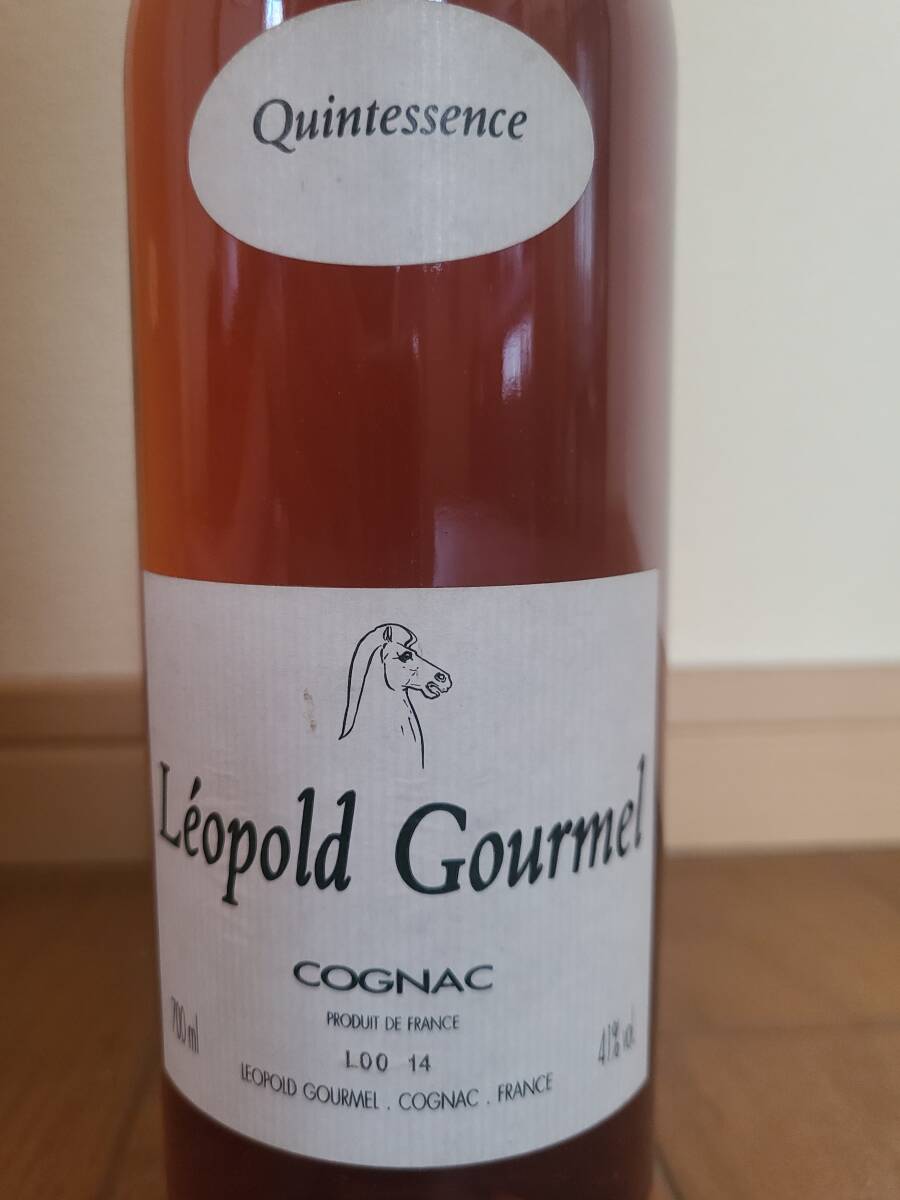 Quintessence
Léopold Gourmel
COGNAC
PRODUIT DE FRANCE
700 ml
L00 14
41% vol.
LEOPOLD GOURMEL . COGNAC . FRANCE